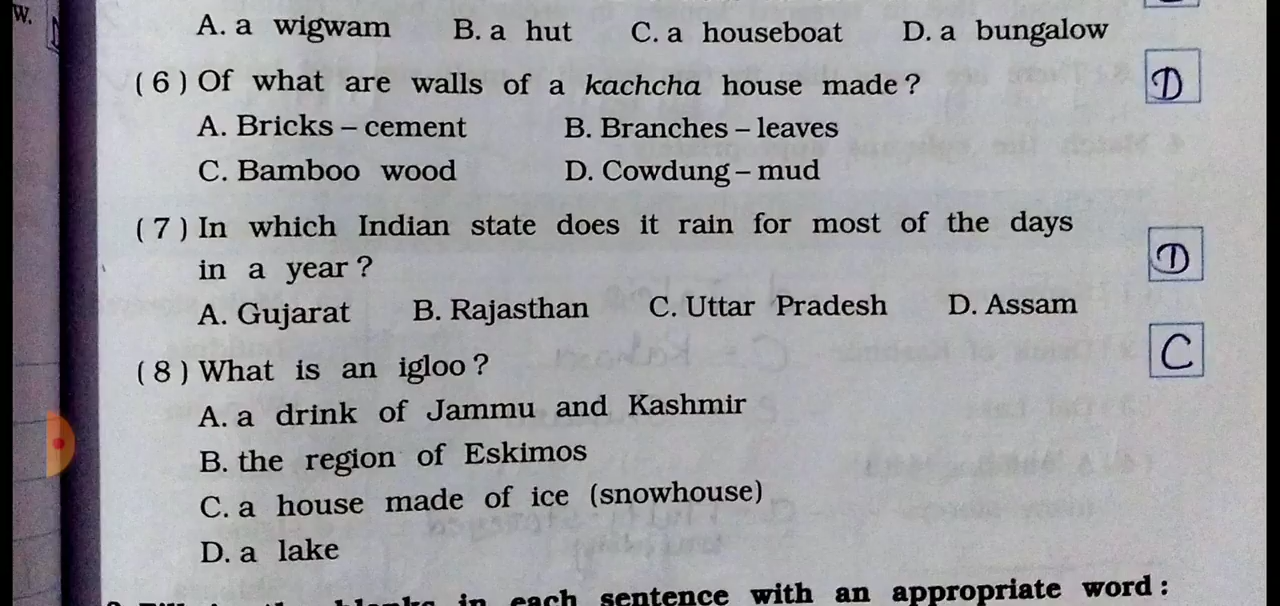 W.
A. a wigwam B. a hut C. a houseboat D. a bungalow
( 6 ) Of what are walls of a kachcha house made ? D
A. Bricks – cement B. Branches – leaves
C. Bamboo wood D. Cowdung – mud
( 7 ) In which Indian state does it rain for most of the days
in a year ? D
A. Gujarat B. Rajasthan C. Uttar Pradesh D. Assam
( 8 ) What is an igloo ? C
A. a drink of Jammu and Kashmir
B. the region of Eskimos
C. a house made of ice (snowhouse)
D. a lake
blanks in each sentence with an appropriate word :